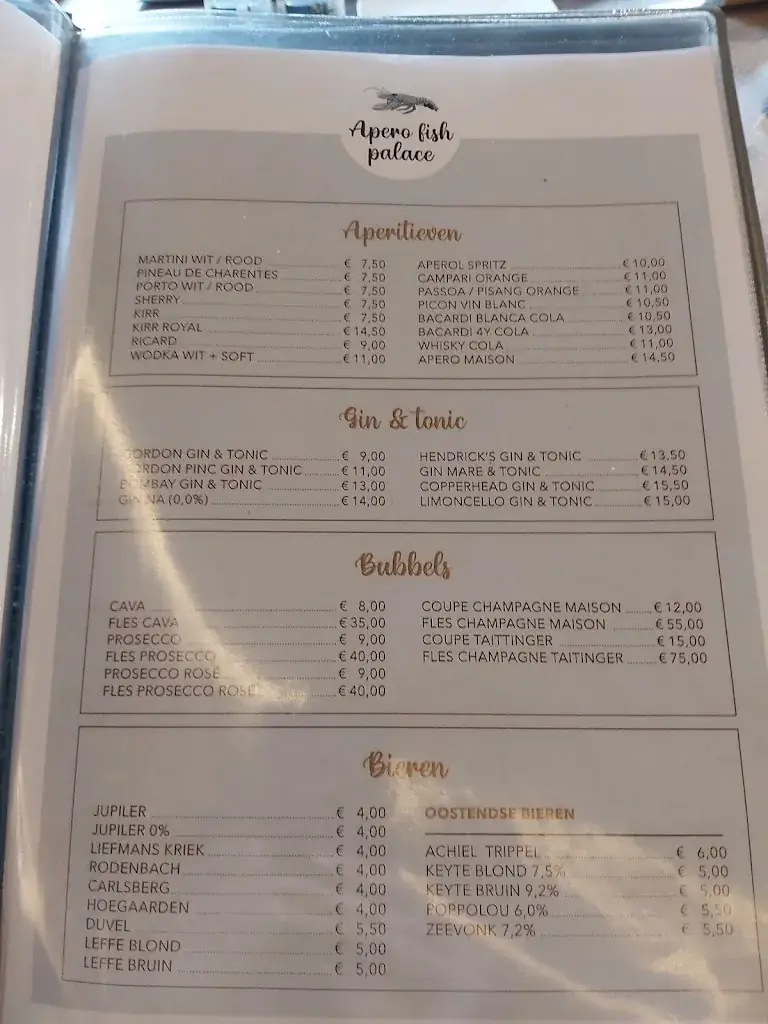 Apero fish
palace
Aperitieven
MARTINI WIT / ROOD € 7,50
PINEAU DE CHARENTES € 7,50
PORTO WIT / ROOD € 7,50
SHERRY € 7,50
KIRR € 7,50
KIRR ROYAL € 14,50
RICARD € 9,00
WODKA WIT + SOFT € 11,00
APEROL SPRITZ € 10,00
CAMPARI ORANGE € 11,00
PASSOA / PISANG ORANGE € 11,00
PICON VIN BLANC € 10,50
BACARDI BLANCA COLA € 10,50
BACARDI 4Y COLA € 13,00
WHISKY COLA € 11,00
APERO MAISON € 14,50
Gin & tonic
GORDON GIN & TONIC € 9,00
GORDON PINC GIN & TONIC € 11,00
BOMBAY GIN & TONIC € 13,00
(0,0%) € 14,00
HENDRICK'S GIN & TONIC € 13,50
GIN MARE & TONIC € 14,50
COPPERHEAD GIN & TONIC € 15,50
LIMONCELLO GIN & TONIC € 15,00
Bubbels
CAVA € 8,00
FLES CAVA € 35,00
PROSECCO € 9,00
FLES PROSECCO € 40,00
PROSECCO ROSÉ € 9,00
FLES PROSECCO ROSÉ € 40,00
COUPE CHAMPAGNE MAISON € 12,00
FLES CHAMPAGNE MAISON € 55,00
COUPE TAITTINGER € 15,00
FLES CHAMPAGNE TAITINGER € 75,00
Bieren
JUPILER € 4,00
JUPILER 0% € 4,00
LIEFMANS KRIEK € 4,00
RODENBACH € 4,00
CARLSBERG € 4,00
HOEGAARDEN € 4,00
DUVEL € 5,50
LEFFE BLOND € 5,00
LEFFE BRUIN € 5,00
OOSTENDSE BIEREN
ACHIEL TRIPPEL € 6,00
KEYTE BLOND 7,5% € 5,00
KEYTE BRUIN 9,2% € 5,00
POPPOLOU 6,0% € 5,50
ZEEVONK 7,2% € 5,50